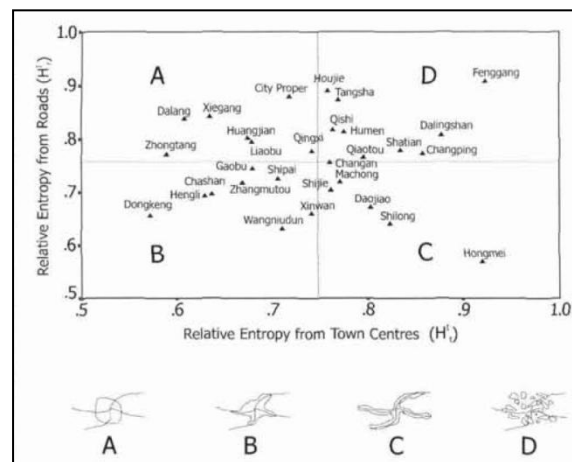 1.0
.9
.8
.7
.6
.5
Relative Entropy from Roads (Hᶠᵣ)
A
D
B
C
City Proper
Houjie
Fenggang
Tangsha
Dalang
Xiegang
Qishi
Humen
Dalingshan
Huangjian
Liaobu
Qingxi
Shatian
Zhongtang
Qiaotou
Changping
Gaobu
Shipai
Changan
Chashan
Zhangmutou
Machong
Hengli
Shijie
Dongkeng
Xinwan
Daojiao
Wangniudun
Shilong
Hongmei
.5
.6
.7
.8
.9
1.0
Relative Entropy from Town Centres
A
B
C
D